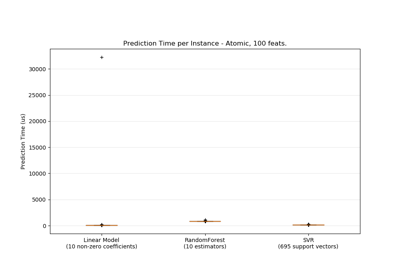 Prediction Time per Instance - Atomic, 100 feats.
Prediction Time (us)
30000
25000
20000
15000
10000
5000
0
Linear Model
(10 non-zero coefficients)
RandomForest
(10 estimators)
SVR
(695 support vectors)